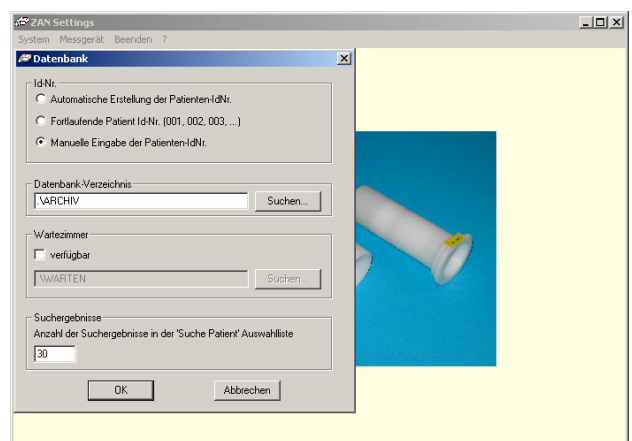 ZAN Settings
System Messgerät Beenden ?
Datenbank
Id-Nr.
Automatische Erstellung der Patienten-IdNr.
Fortlaufende Patient Id-Nr. (001, 002, 003, ...)
Manuelle Eingabe der Patienten-IdNr.
Datenbank-Verzeichnis
.\ARCHIV Suchen...
Wartezimmer
verfügbar
.\WARTEN Suchen...
Suchergebnisse
Anzahl der Suchergebnisse in der 'Suche Patient' Auswahlliste
30
OK Abbrechen